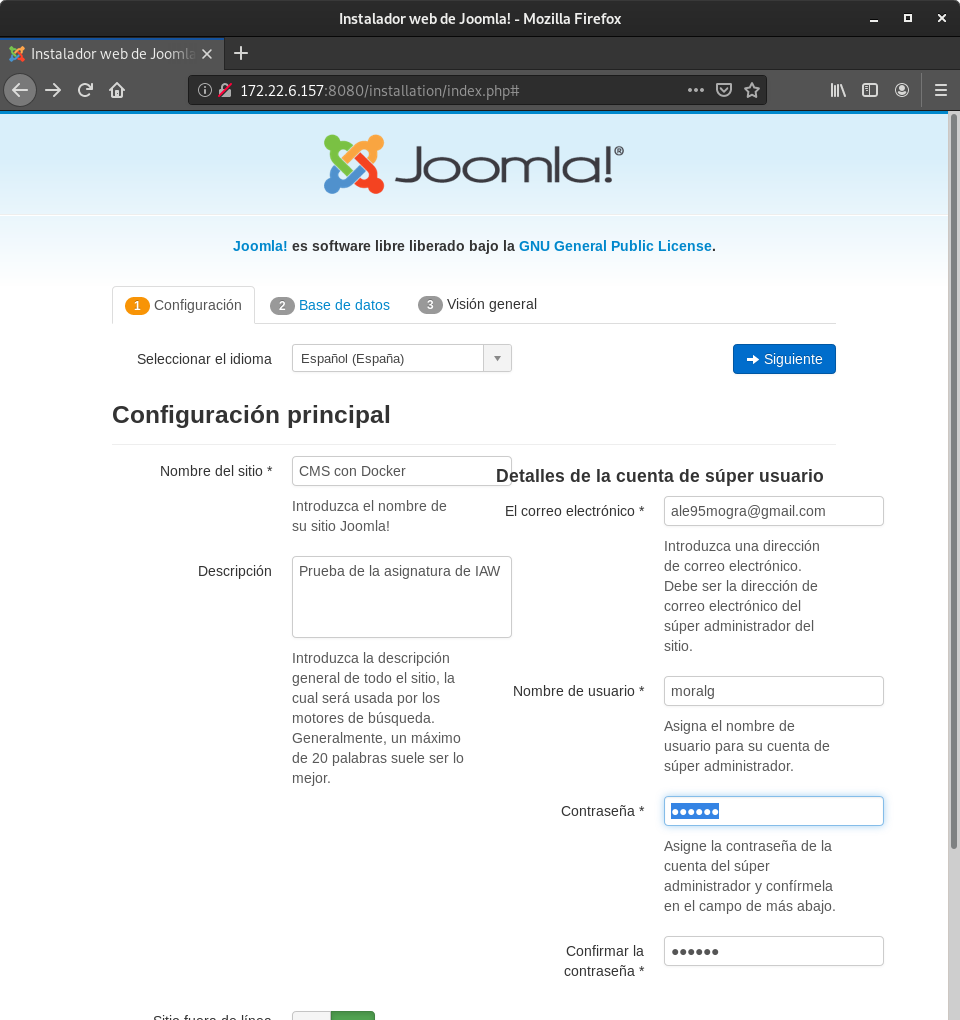 Instalador web de Joomla! - Mozilla Firefox
Instalador web de Joomla
172.22.6.157:8080/installation/index.php#
Joomla!®
Joomla! es software libre liberado bajo la GNU General Public License.
1 Configuración
2 Base de datos
3 Visión general
Seleccionar el idioma
Español (España)
Siguiente
Configuración principal
Nombre del sitio *
CMS con Docker
Introduzca el nombre de
su sitio Joomla!
Descripción
Prueba de la asignatura de IAW
Introduzca la descripción
general de todo el sitio, la
cual será usada por los
motores de búsqueda.
Generalmente, un máximo
de 20 palabras suele ser lo
mejor.
Detalles de la cuenta de súper usuario
El correo electrónico *
ale95mogra@gmail.com
Introduzca una dirección
de correo electrónico.
Debe ser la dirección de
correo electrónico del
súper administrador del
sitio.
Nombre de usuario *
moralg
Asigna el nombre de
usuario para su cuenta de
súper administrador.
Contraseña *
●●●●●●
Asigne la contraseña de la
cuenta del súper
administrador y confírmela
en el campo de más abajo.
Confirmar la
contraseña *
●●●●●●
Sitio fuera de línea